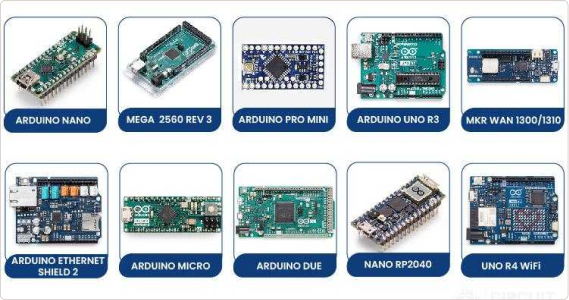 ARDUINO NANO
MEGA 2560 REV 3
ARDUINO PRO MINI
ARDUINO UNO R3
MKR WAN 1300/1310
ARDUINO ETHERNET
SHIELD 2
ARDUINO MICRO
ARDUINO DUE
NANO RP2040
UNO R4 WiFi
CIRCUIT